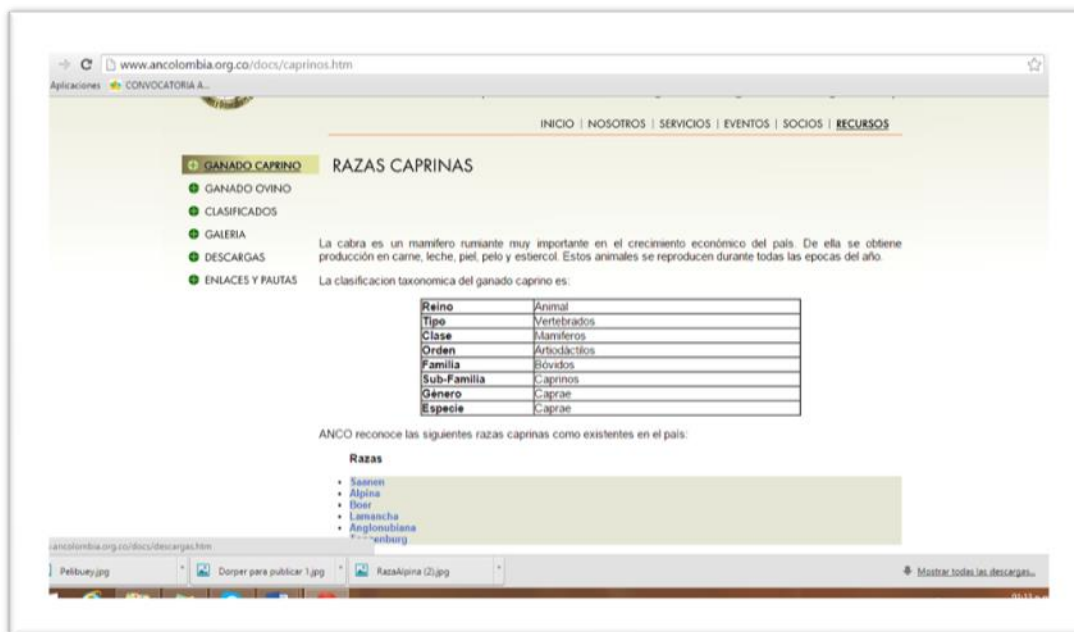 www.ancolombia.org.co/docs/caprinos.htm
Aplicaciones CONVOCATORIA A...
INICIO | NOSOTROS | SERVICIOS | EVENTOS | SOCIOS | RECURSOS
GANADO CAPRINO
GANADO OVINO
CLASIFICADOS
GALERIA
DESCARGAS
ENLACES Y PAUTAS
RAZAS CAPRINAS
La cabra es un mamifero rumiante muy importante en el crecimiento económico del país. De ella se obtiene
producción en carne, leche, piel, pelo y estiercol. Estos animales se reproducen durante todas las epocas del año.
La clasificacion taxonomica del ganado caprino es:
Reino Animal
Tipo Vertebrados
Clase Mamiferos
Orden Artiodáctilos
Familia Bóvidos
Sub-Familia Caprinos
Género Caprae
Especie Caprae
ANCO reconoce las siguientes razas caprinas como existentes en el país:
Razas
• Saanen
• Alpina
• Boer
• Lamancha
• Anglonubiana
.ancolombia.org.co/docs/descargas.htm
Pelibuey.jpg Dorper para publicar 1.jpg RazaAlpina (2).jpg Mostrar todas las descargas...